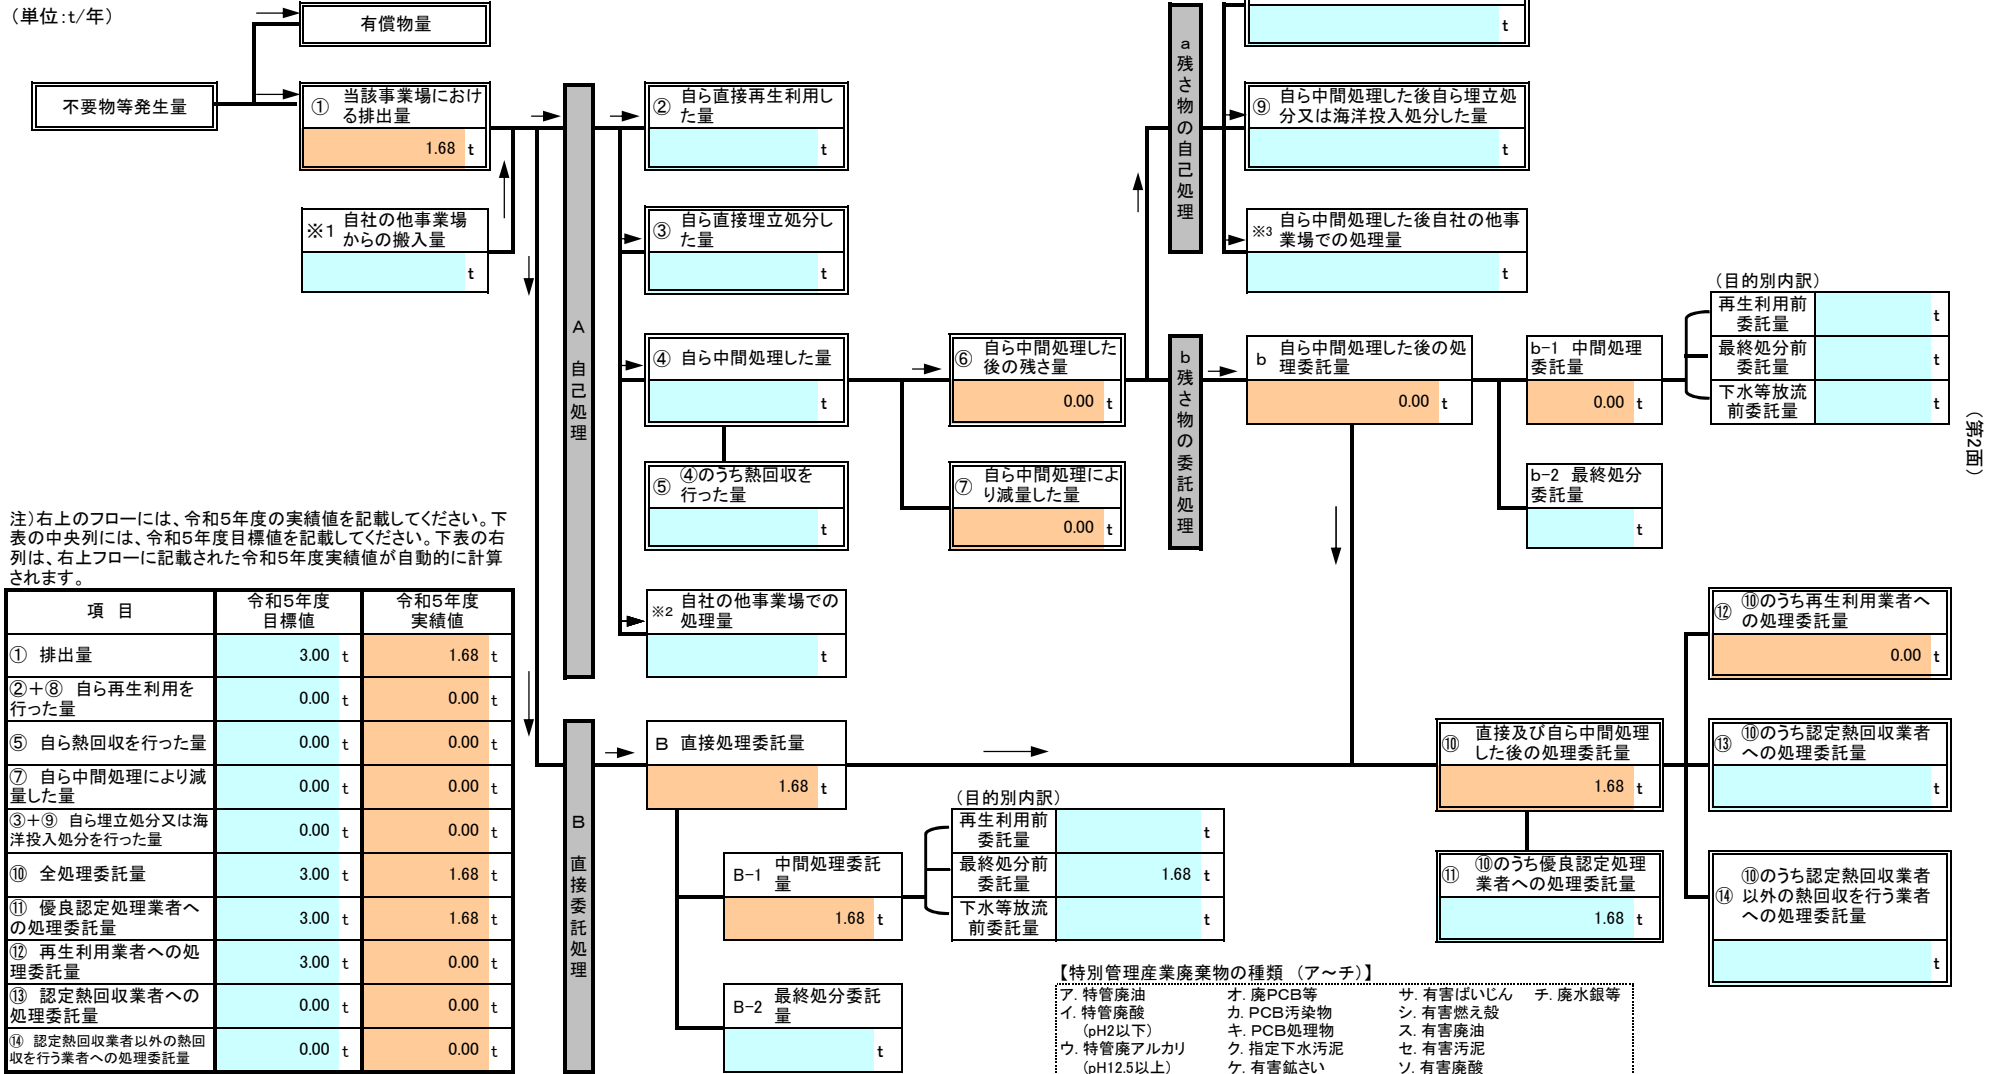 （単位:t/年）
有償物量
不要物等発生量
① 当該事業場におけ
る排出量
1.68 t
※1 自社の他事業場
からの搬入量
t
A 自己処理
② 自ら直接再生利用し
た量
t
③ 自ら直接埋立処分し
た量
t
④ 自ら中間処理した量
t
⑤ ④のうち熱回収を
行った量
t
※2 自社の他事業場での
処理量
t
⑥ 自ら中間処理した
後の残さ量
0.00 t
⑦ 自ら中間処理によ
り減量した量
0.00 t
a残さ物の自己処理
t
⑨ 自ら中間処理した後自ら埋立処
分又は海洋投入処分した量
t
※3 自ら中間処理した後自社の他事
業場での処理量
t
b残さ物の委託処理
b 自ら中間処理した後の処
理委託量
0.00 t
b-1 中間処理
委託量
0.00 t
b-2 最終処分
委託量
t
（目的別内訳）
再生利用前
委託量 t
最終処分前
委託量 t
下水等放流
前委託量 t
（第2面）
注）右上のフローには、令和5年度の実績値を記載してください。下
表の中央列には、令和5年度目標値を記載してください。下表の右
列は、右上フローに記載された令和5年度実績値が自動的に計算
されます。
項 目 令和5年度 目標値 令和5年度 実績値
① 排出量 3.00 t 1.68 t
②＋⑧ 自ら再生利用を
行った量 0.00 t 0.00 t
⑤ 自ら熱回収を行った量 0.00 t 0.00 t
⑦ 自ら中間処理により減
量した量 0.00 t 0.00 t
③＋⑨ 自ら埋立処分又は海
洋投入処分を行った量 0.00 t 0.00 t
⑩ 全処理委託量 3.00 t 1.68 t
⑪ 優良認定処理業者へ
の処理委託量 3.00 t 1.68 t
⑫ 再生利用業者への処
理委託量 3.00 t 0.00 t
⑬ 認定熱回収業者への
処理委託量 0.00 t 0.00 t
⑭ 認定熱回収業者以外の熱回
収を行う業者への処理委託量 0.00 t 0.00 t
B 直接委託処理
B 直接処理委託量
1.68 t
B-1 中間処理委託
量
1.68 t
B-2 最終処分委託
量
t
（目的別内訳）
再生利用前
委託量 t
最終処分前
委託量 1.68 t
下水等放流
前委託量 t
⑩ 直接及び自ら中間処理
した後の処理委託量
1.68 t
⑪ ⑩のうち優良認定処理
業者への処理委託量
1.68 t
⑫ ⑩のうち再生利用業者へ
の処理委託量
0.00 t
⑬ ⑩のうち認定熱回収業者
への処理委託量
t
⑭ ⑩のうち認定熱回収業者
以外の熱回収を行う業者
への処理委託量
t
【特別管理産業廃棄物の種類 （ア～チ）】
ア. 特管廃油 オ. 廃PCB等 サ. 有害ばいじん チ. 廃水銀等
イ. 特管廃酸 カ. PCB汚染物 シ. 有害燃え殻
（pH2以下） キ. PCB処理物 ス. 有害廃油
ウ. 特管廃アルカリ ク. 指定下水汚泥 セ. 有害汚泥
（pH12.5以上） ケ. 有害鉱さい ソ. 有害廃酸